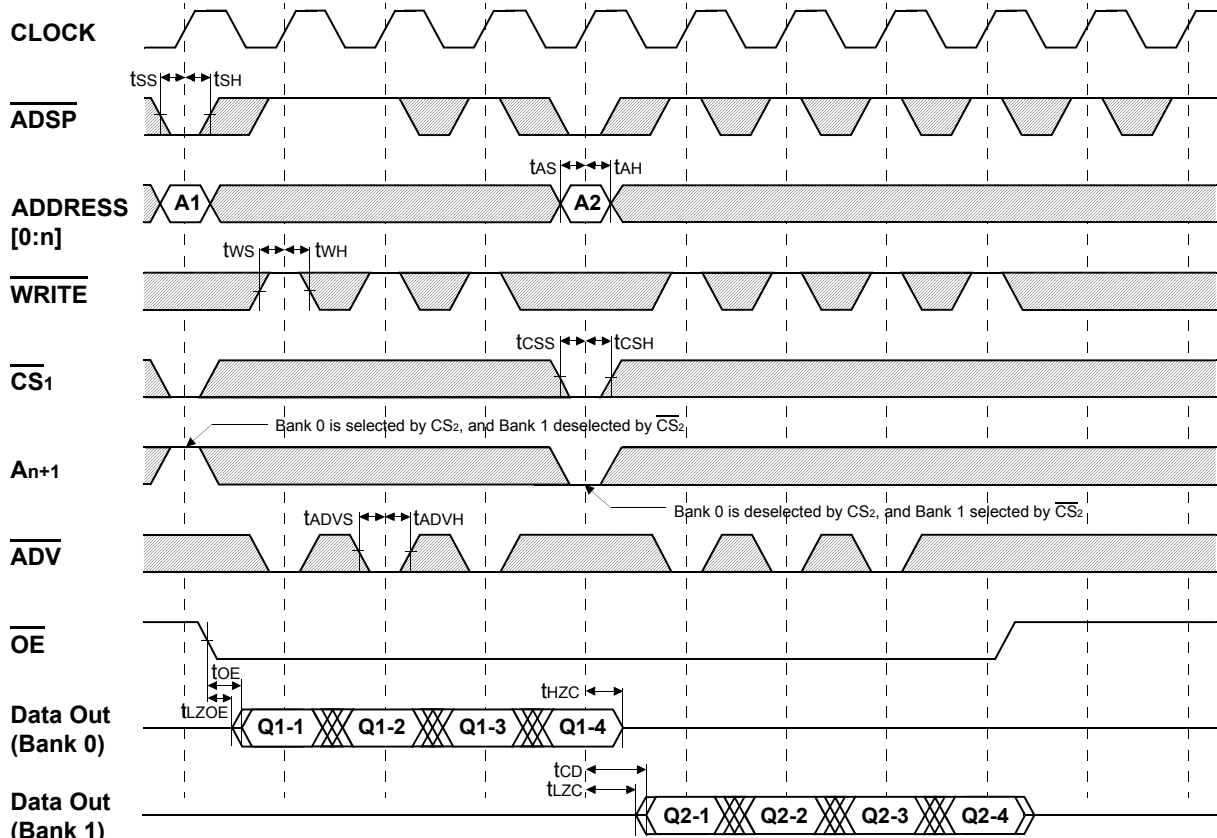 CLOCK
tSS tSH
ADSP
tAS tAH
ADDRESS
[0:n]
A1 A2
tWS tWH
WRITE
tCSS tCSH
CS1
Bank 0 is selected by CS2, and Bank 1 deselected by CS2
An+1
Bank 0 is deselected by CS2, and Bank 1 selected by CS2
tADVS tADVH
ADV
OE
tOE
tLZOE
tHZC
Data Out
(Bank 0)
Q1-1 Q1-2 Q1-3 Q1-4
tCD
tLZC
Data Out
(Bank 1)
Q2-1 Q2-2 Q2-3 Q2-4